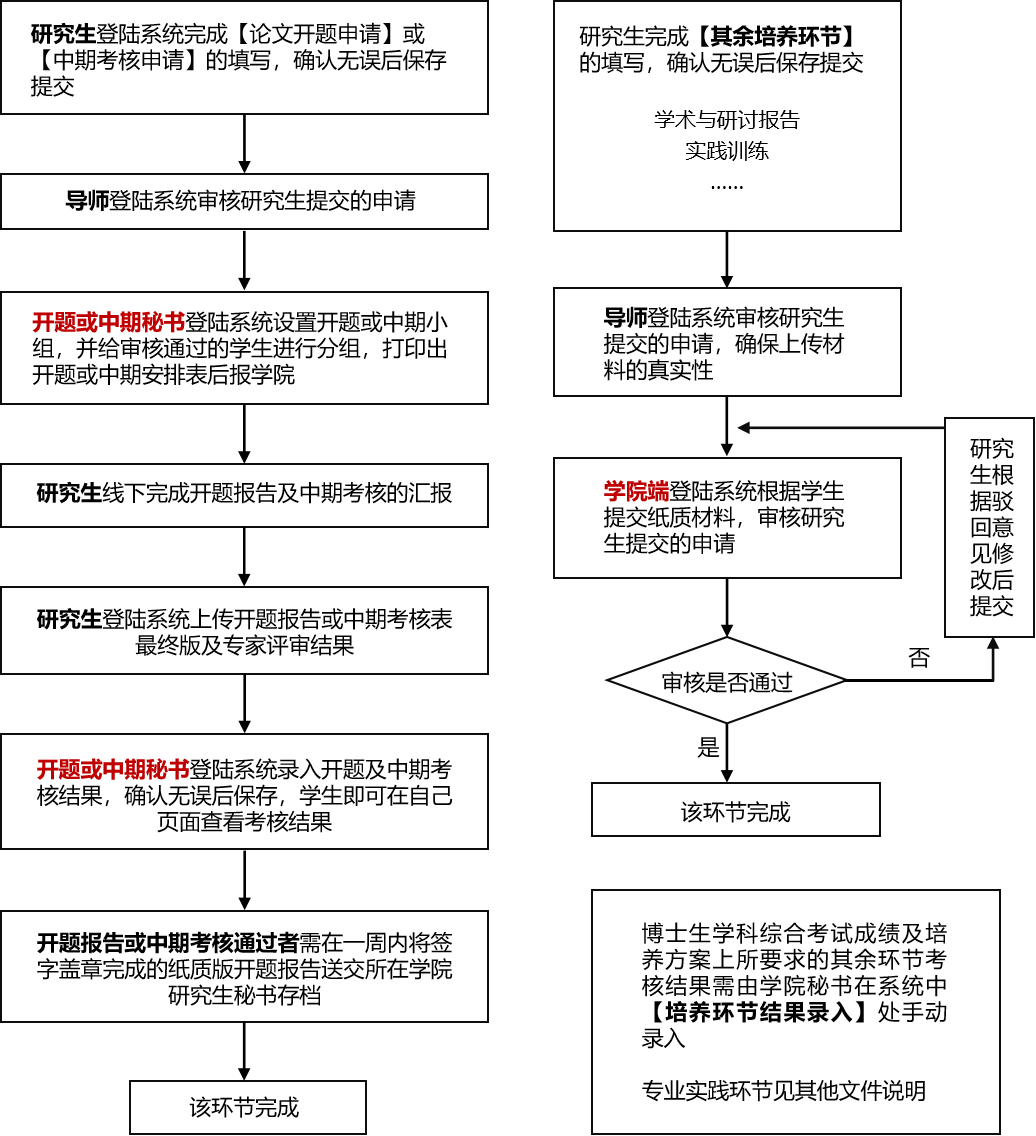 研究生登陆系统完成【论文开题申请】或
【中期考核申请】的填写，确认无误后保存
提交
导师登陆系统审核研究生提交的申请
开题或中期秘书登陆系统设置开题或中期小
组，并给审核通过的学生进行分组，打印出
开题或中期安排表后报学院
研究生线下完成开题报告及中期考核的汇报
研究生登陆系统上传开题报告或中期考核表
最终版及专家评审结果
开题或中期秘书登陆系统录入开题及中期考
核结果，确认无误后保存，学生即可在自己
页面查看考核结果
开题报告或中期考核通过者需在一周内将签
字盖章完成的纸质版开题报告送交所在学院
研究生秘书存档
该环节完成
研究生完成【其余培养环节】
的填写，确认无误后保存提交
学术与研讨报告
实践训练
……
导师登陆系统审核研究生
提交的申请，确保上传材
料的真实性
学院端登陆系统根据学生
提交纸质材料，审核研究
生提交的申请
研究
生根
据驳
回意
见修
改后
提交
审核是否通过
否
是
该环节完成
博士生学科综合考试成绩及培
养方案上所要求的其余环节考
核结果需由学院秘书在系统中
【培养环节结果录入】处手动
录入
专业实践环节见其他文件说明